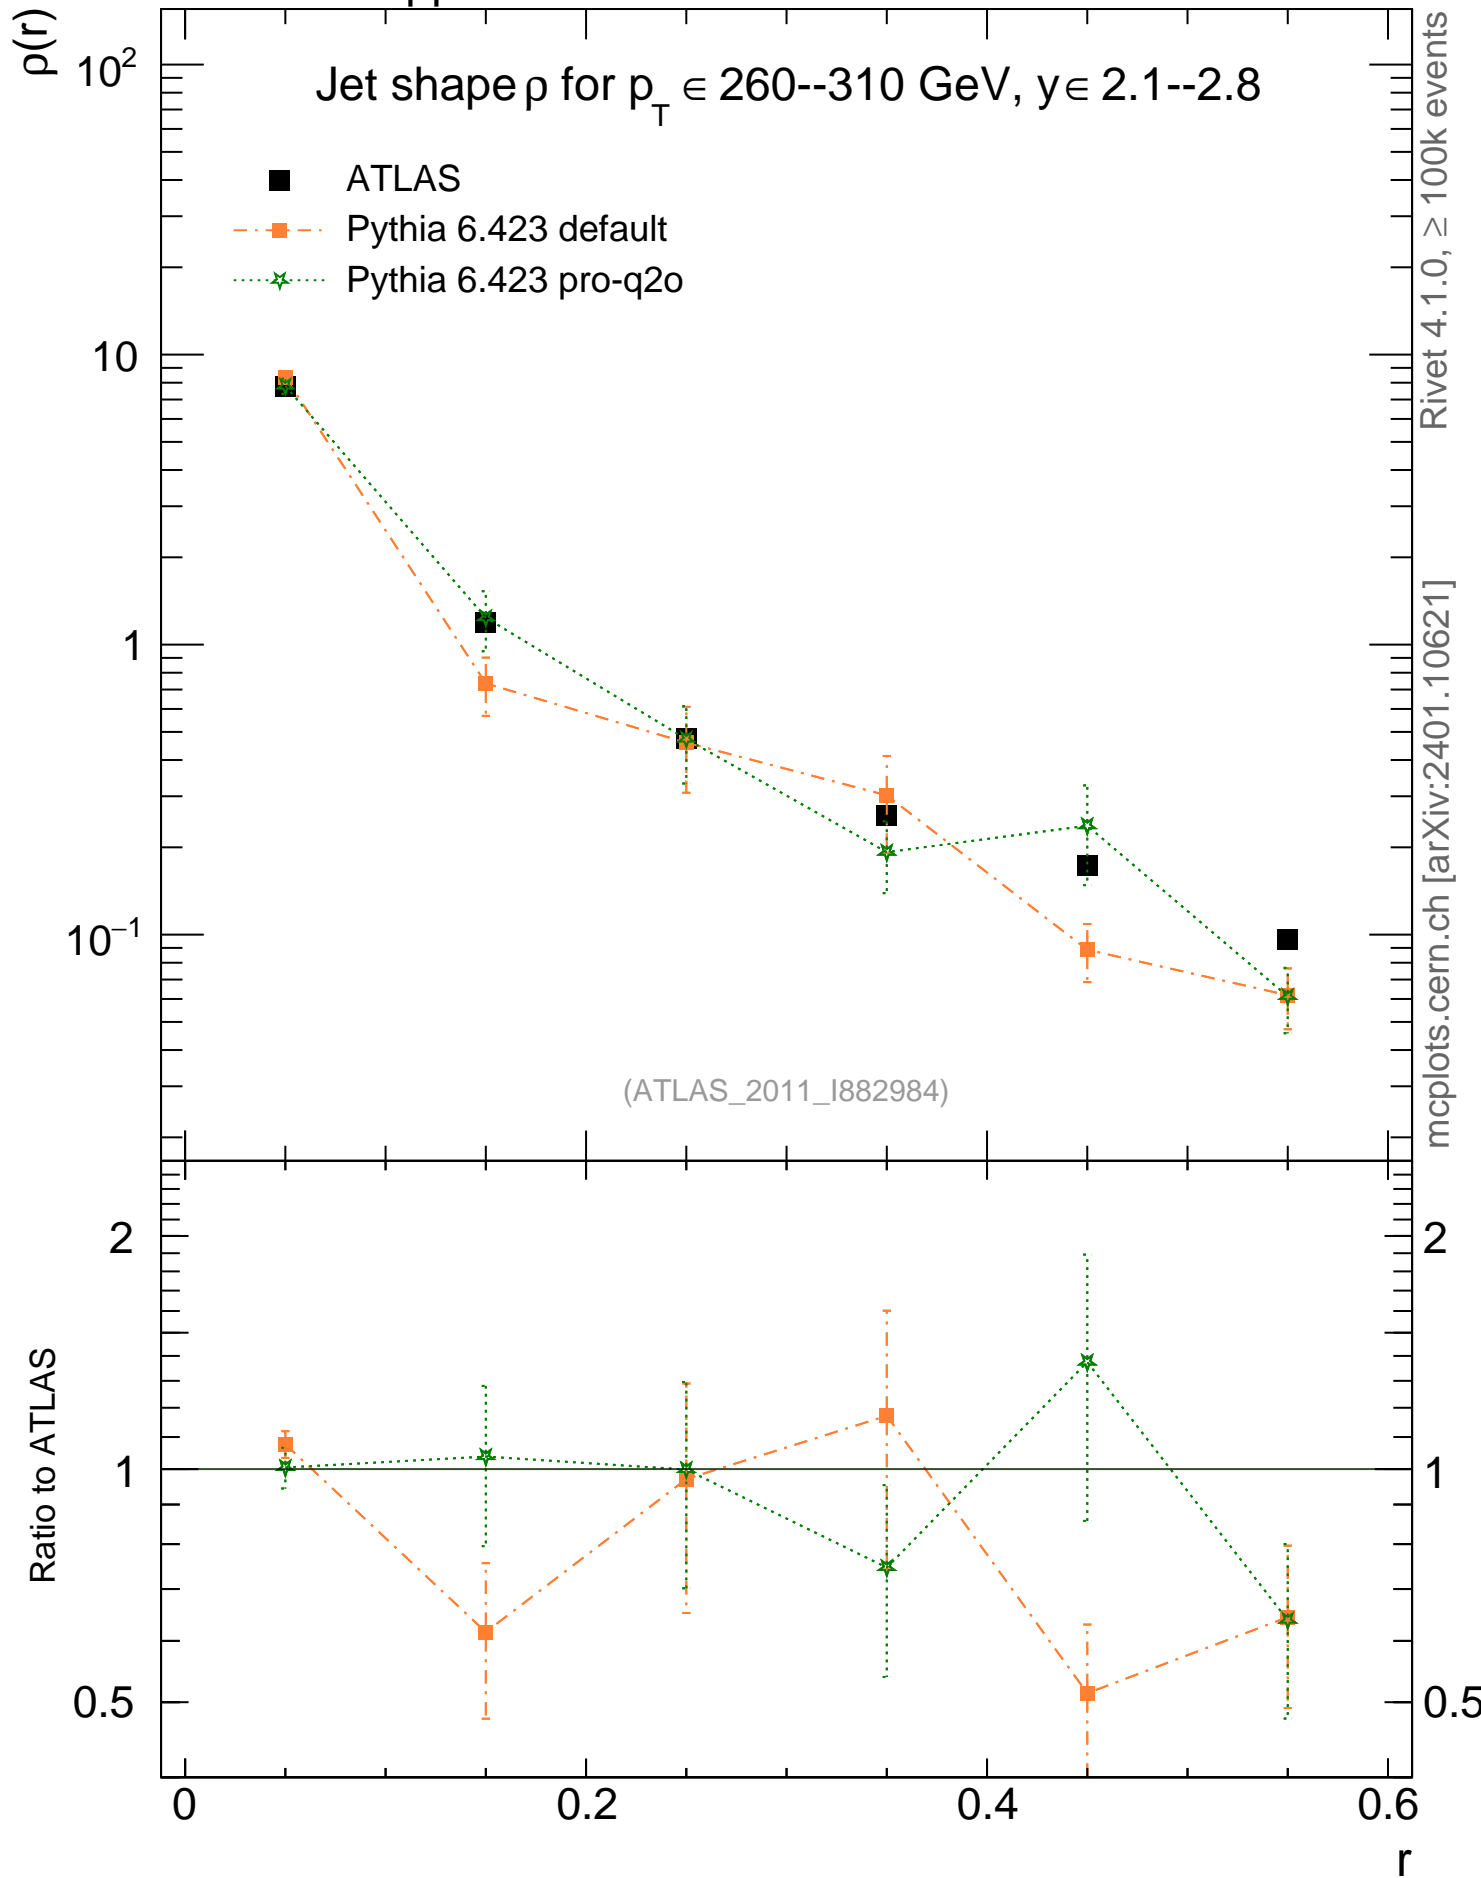 ρ(r)
Jet shape ρ for p_T ∈ 260--310 GeV, y ∈ 2.1--2.8
ATLAS
Pythia 6.423 default
Pythia 6.423 pro-q2o
10²
10
1
10⁻¹
(ATLAS_2011_I882984)
Rivet 4.1.0, ≥ 100k events
mcplots.cern.ch [arXiv:2401.10621]
Ratio to ATLAS
2
1
0.5
2
1
0.5
0
0.2
0.4
0.6
r